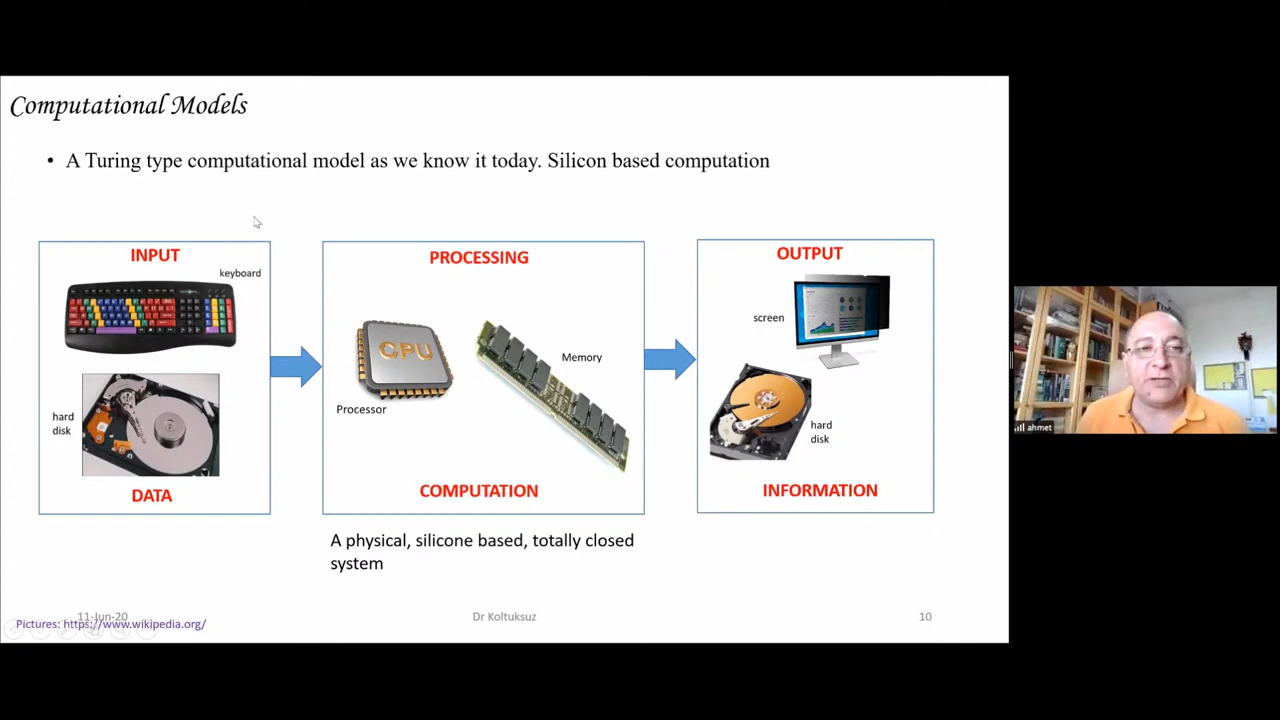 Computational Models
• A Turing type computational model as we know it today. Silicon based computation
INPUT
keyboard
hard
disk
DATA
PROCESSING
CPU
Processor
Memory
COMPUTATION
A physical, silicone based, totally closed
system
OUTPUT
screen
hard
disk
INFORMATION
11-Jun-20
Pictures: https://www.wikipedia.org/
Dr Koltuksuz
10
ahmet